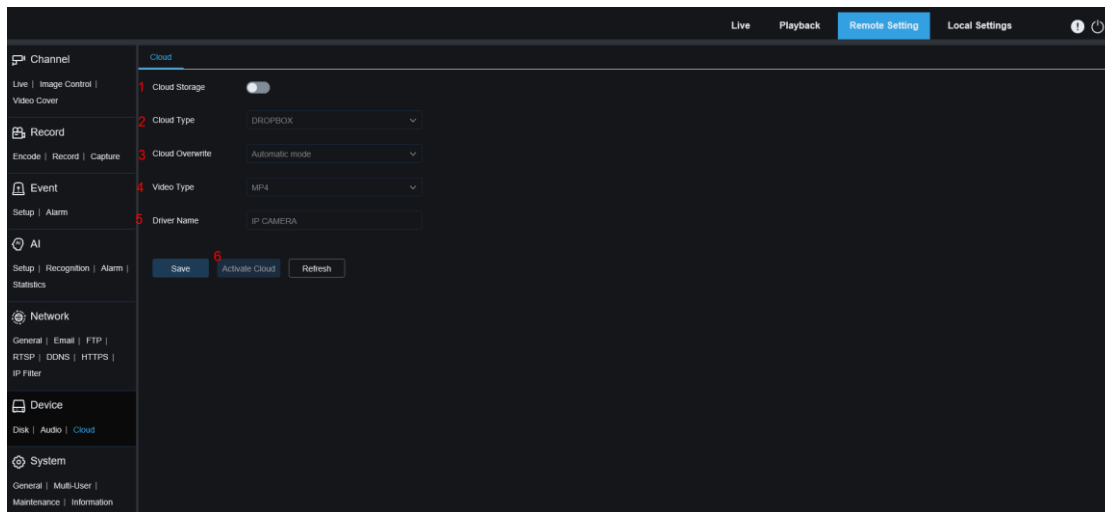 Live Playback Remote Setting Local Settings
Channel
Live | Image Control |
Video Cover
Record
Encode | Record | Capture
Event
Setup | Alarm
AI
Setup | Recognition | Alarm |
Statistics
Network
General | Email | FTP |
RTSP | DDNS | HTTPS |
IP Filter
Device
Disk | Audio | Cloud
System
General | Multi-User |
Maintenance | Information
Cloud
1 Cloud Storage
2 Cloud Type DROPBOX
3 Cloud Overwrite Automatic mode
4 Video Type MP4
5 Driver Name IP CAMERA
6
Save Activate Cloud Refresh